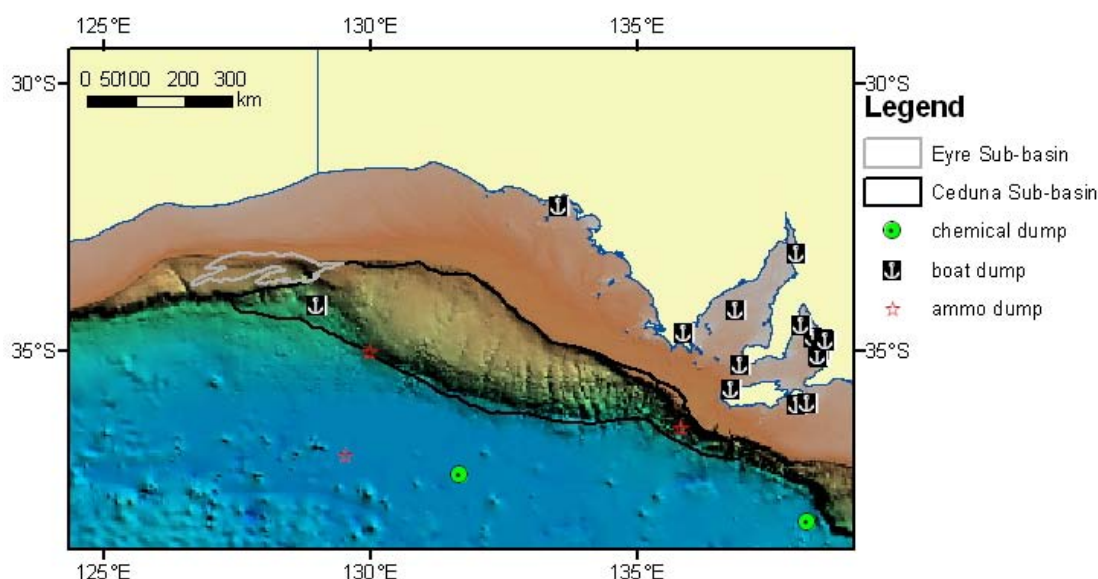 125°E 130°E 135°E
30°S 30°S
0 50100 200 300
km
Legend
Eyre Sub-basin
Ceduna Sub-basin
chemical dump
boat dump
ammo dump
35°S 35°S
125°E 130°E 135°E